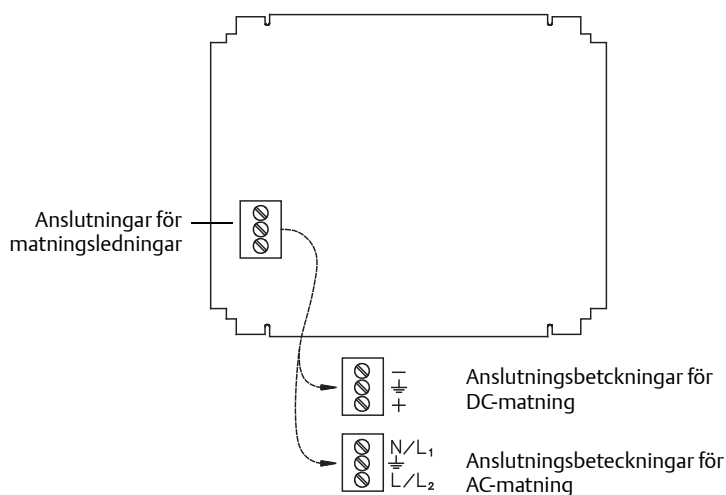 Anslutningar för
matningsledningar
−
⏚
+
Anslutningsbetckningar för
DC-matning
N/L₁
⏚
L/L₂
Anslutningsbeteckningar för
AC-matning